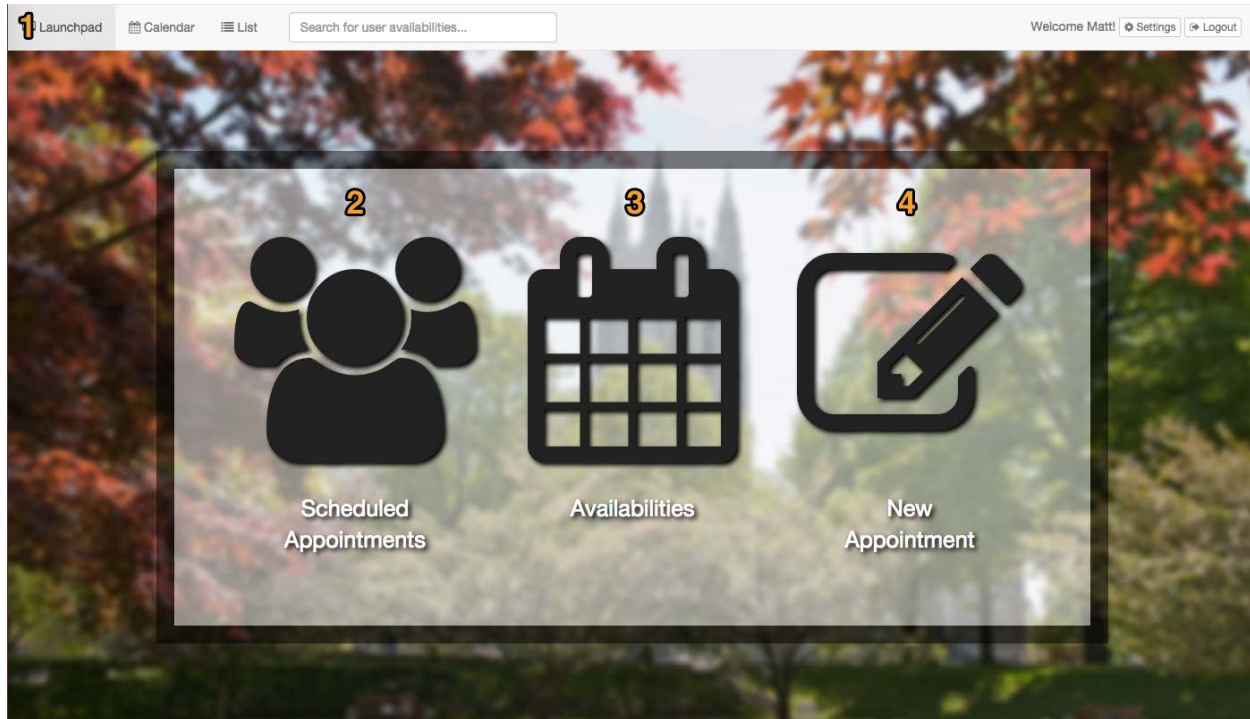 1 Launchpad Calendar List Search for user availabilities... Welcome Matt! Settings Logout
2 3 4
Scheduled Availabilities New
Appointments Appointment